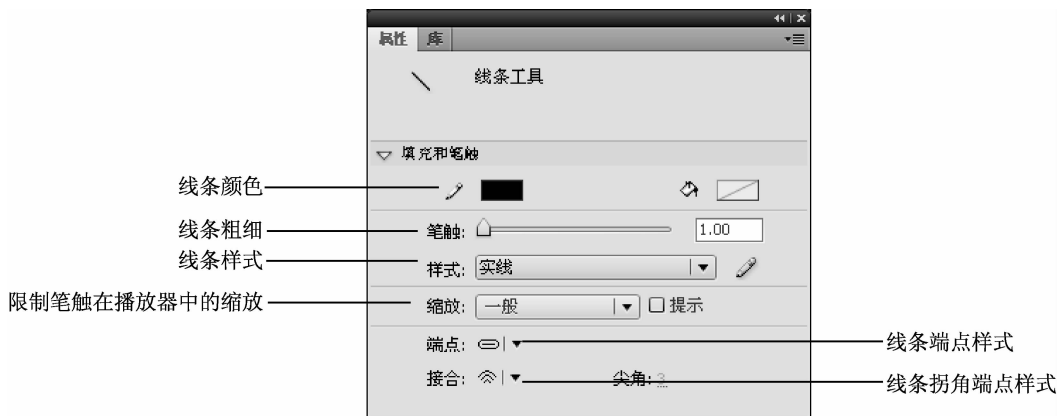 属性 库
线条工具
填充和笔触
线条颜色
线条粗细 笔触: 1.00
线条样式 样式: 实线
限制笔触在播放器中的缩放 缩放: 一般 提示
端点: 线条端点样式
接合: 尖角: 3 线条拐角端点样式